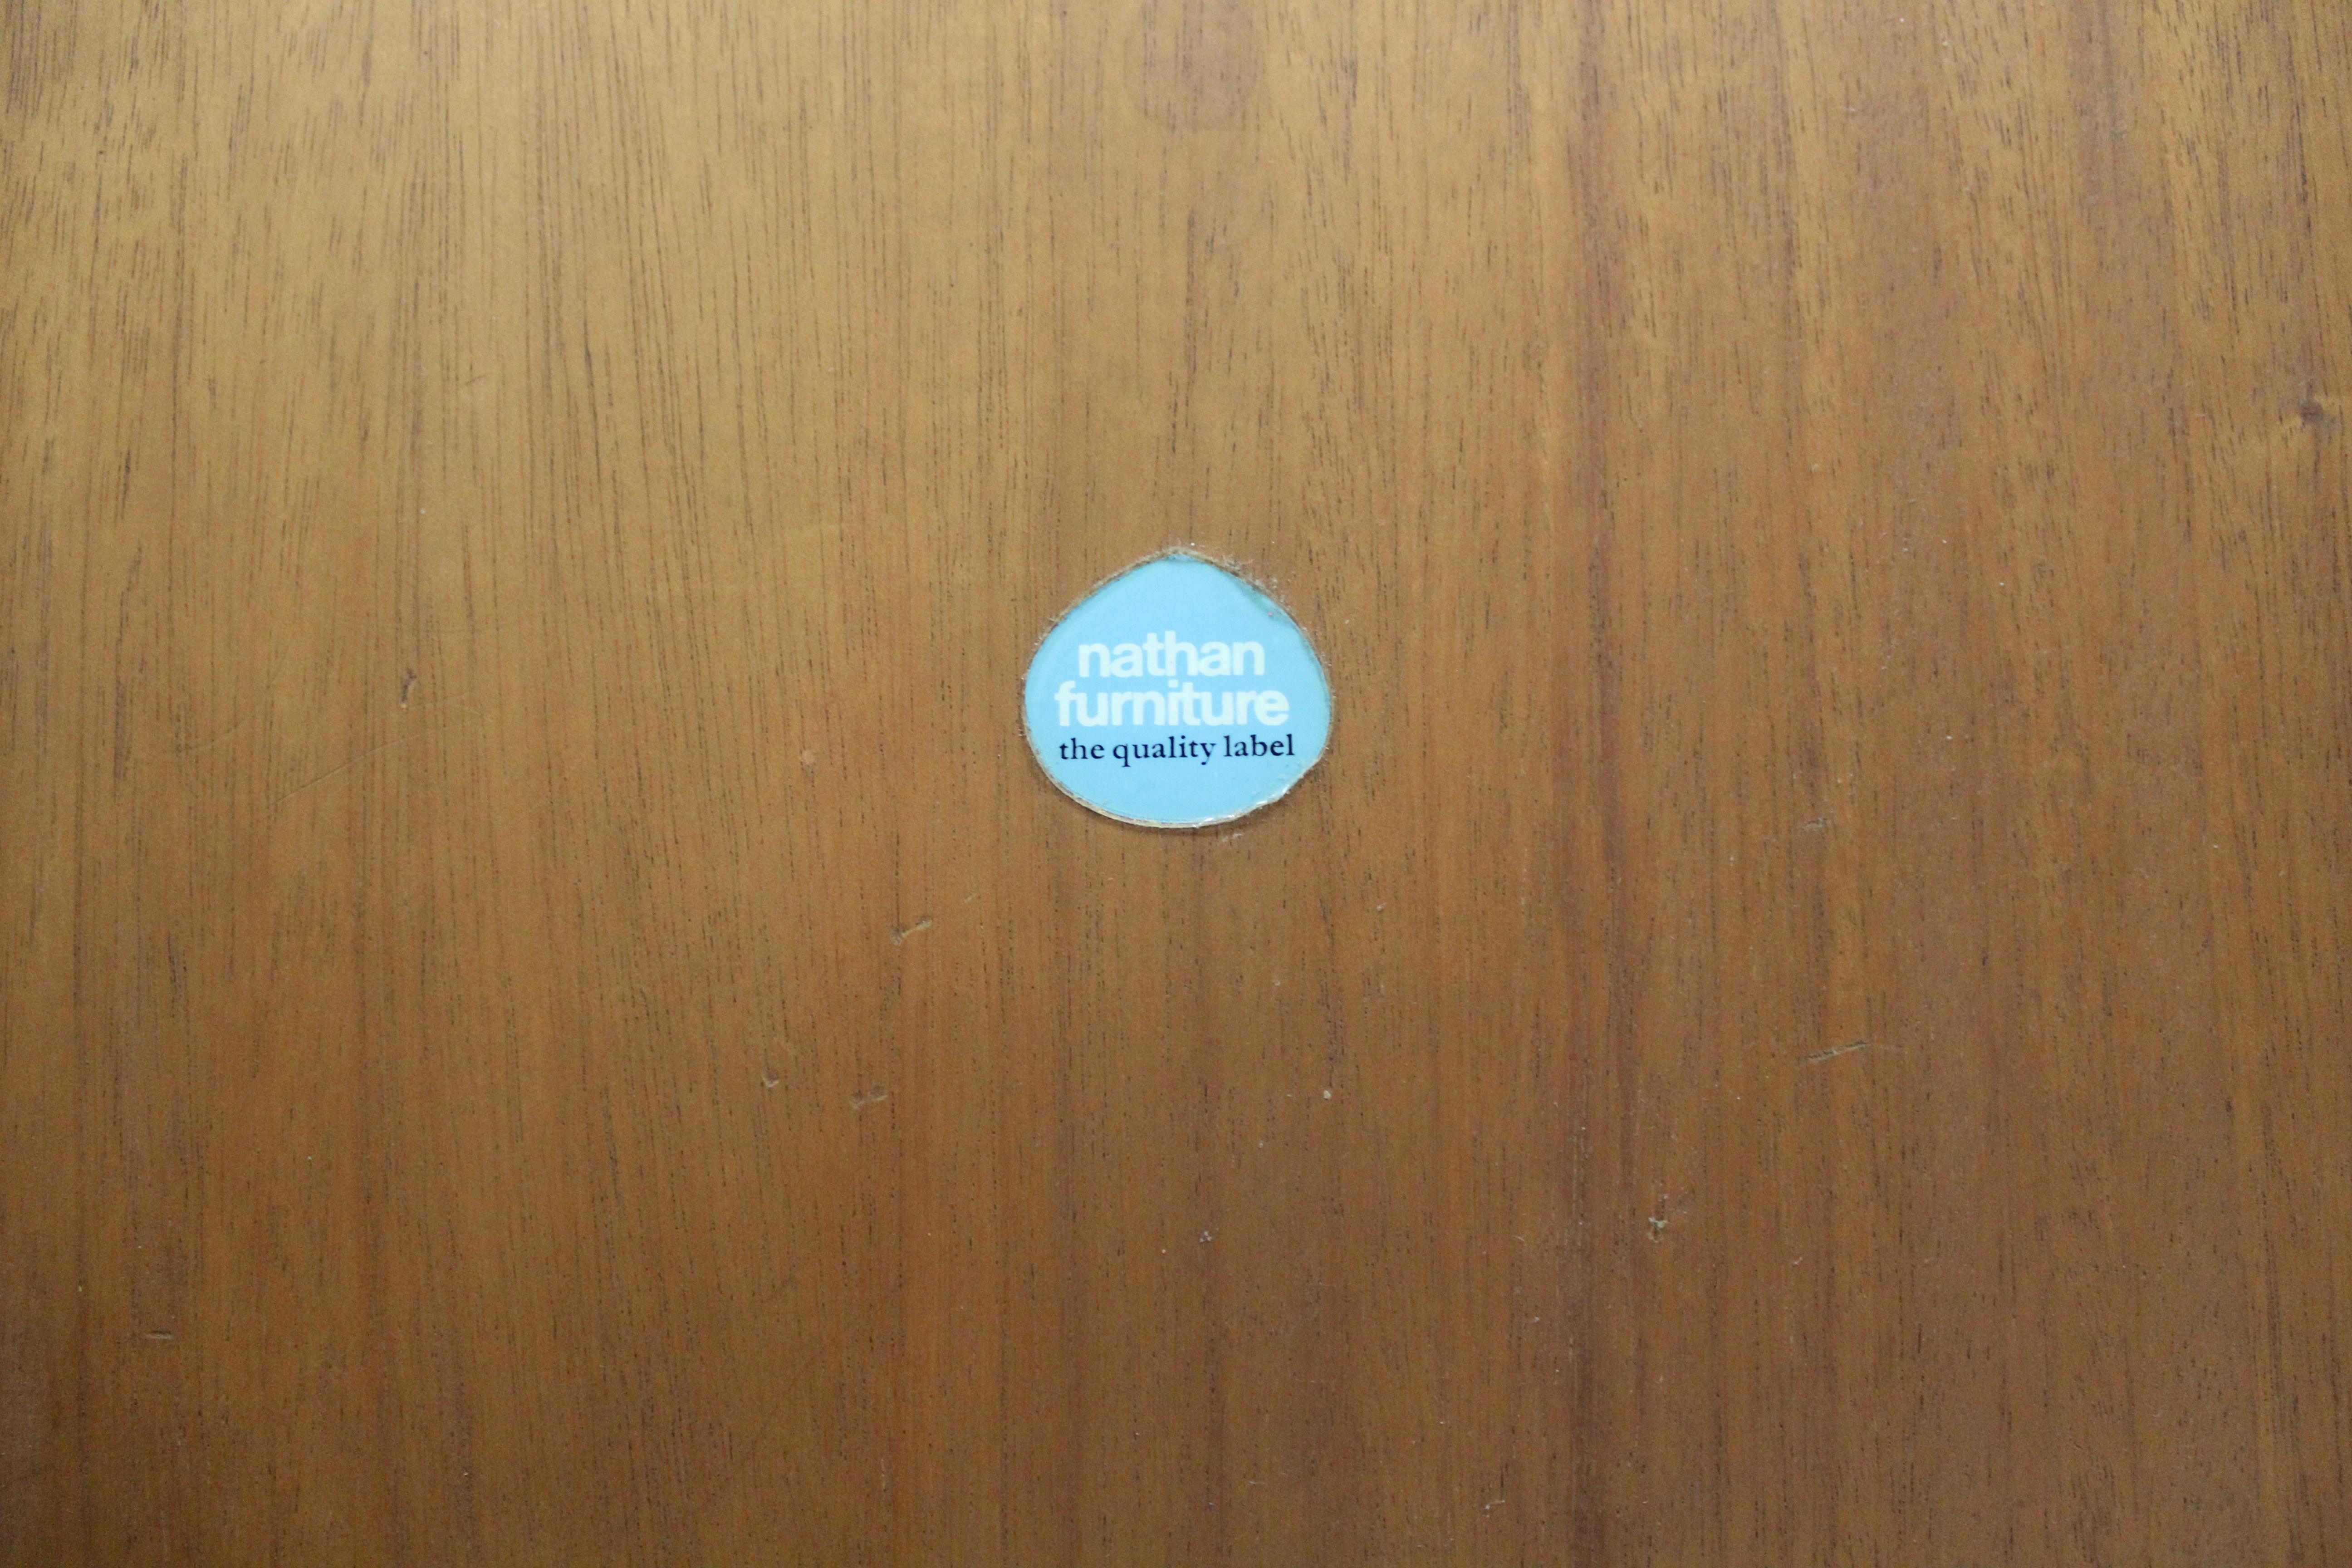 nathan
furniture
the quality label